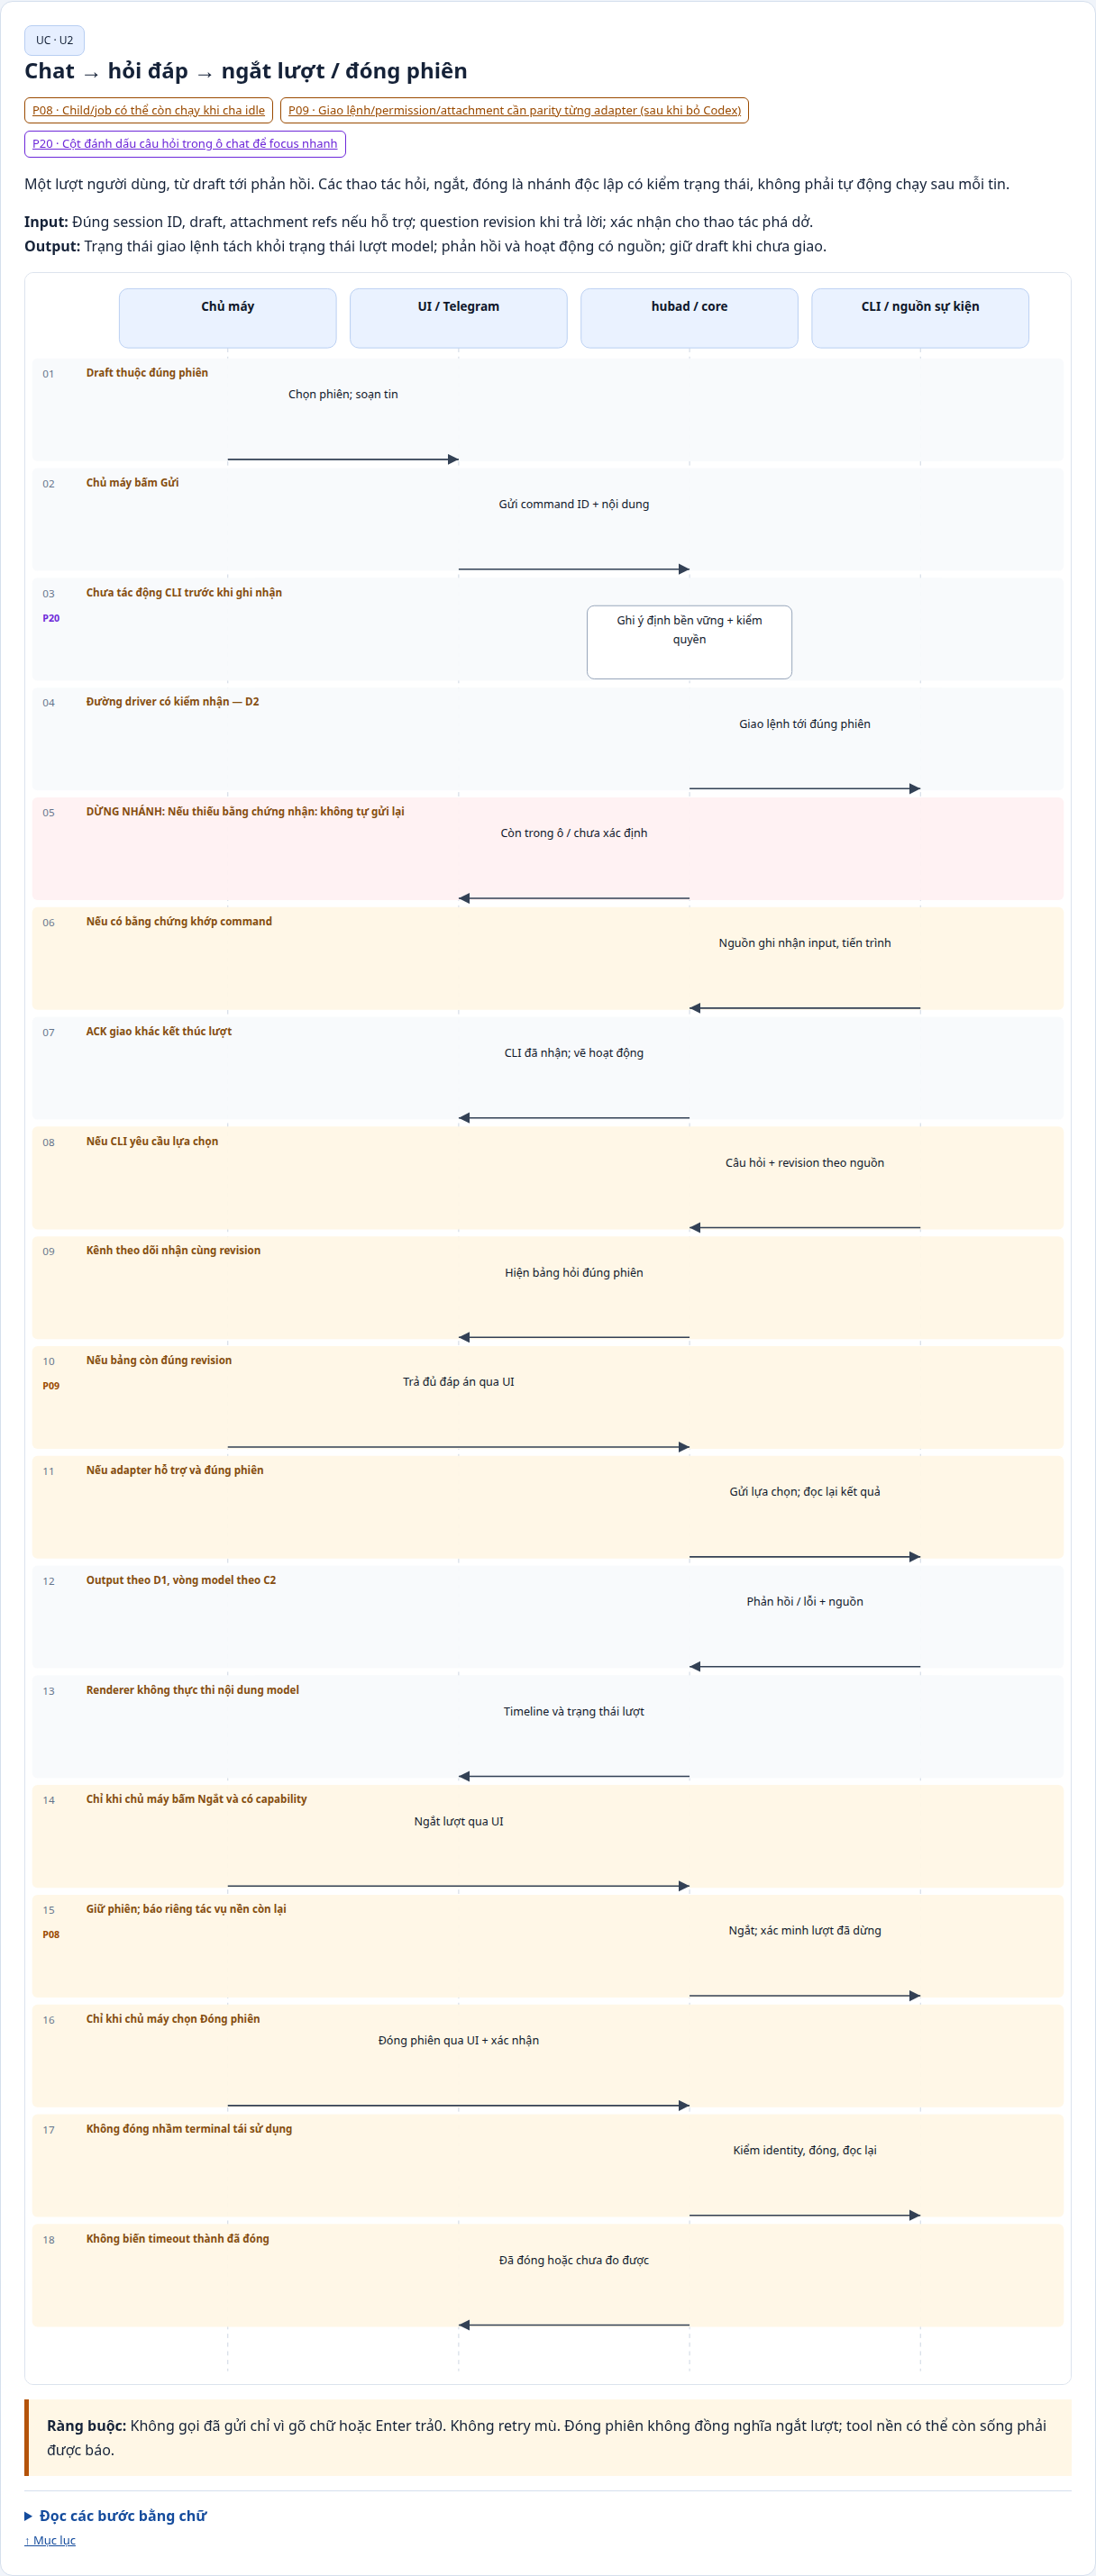 UC · U2
Chat → hỏi đáp → ngắt lượt / đóng phiên
P08 · Child/job có thể còn chạy khi cha idle
P09 · Giao lệnh/permission/attachment cần parity từng adapter (sau khi bỏ Codex)
P20 · Cột đánh dấu câu hỏi trong ô chat để focus nhanh
Một lượt người dùng, từ draft tới phản hồi. Các thao tác hỏi, ngắt, đóng là nhánh độc lập có kiểm trạng thái, không phải tự động chạy sau mỗi tin.
Input: Đúng session ID, draft, attachment refs nếu hỗ trợ; question revision khi trả lời; xác nhận cho thao tác phá dở.
Output: Trạng thái giao lệnh tách khỏi trạng thái lượt model; phản hồi và hoạt động có nguồn; giữ draft khi chưa giao.
Chủ máy
UI / Telegram
hubad / core
CLI / nguồn sự kiện
01
Draft thuộc đúng phiên
Chọn phiên; soạn tin
02
Chủ máy bấm Gửi
Gửi command ID + nội dung
03
Chưa tác động CLI trước khi ghi nhận
P20
Ghi ý định bền vững + kiểm
quyền
04
Đường driver có kiểm nhận — D2
Giao lệnh tới đúng phiên
05
DỪNG NHÁNH: Nếu thiếu bằng chứng nhận: không tự gửi lại
Còn trong ô / chưa xác định
06
Nếu có bằng chứng khớp command
Nguồn ghi nhận input, tiến trình
07
ACK giao khác kết thúc lượt
CLI đã nhận; vẽ hoạt động
08
Nếu CLI yêu cầu lựa chọn
Câu hỏi + revision theo nguồn
09
Kênh theo dõi nhận cùng revision
Hiện bảng hỏi đúng phiên
10
Nếu bảng còn đúng revision
P09
Trả đủ đáp án qua UI
11
Nếu adapter hỗ trợ và đúng phiên
Gửi lựa chọn; đọc lại kết quả
12
Output theo D1, vòng model theo C2
Phản hồi / lỗi + nguồn
13
Renderer không thực thi nội dung model
Timeline và trạng thái lượt
14
Chỉ khi chủ máy bấm Ngắt và có capability
Ngắt lượt qua UI
15
Giữ phiên; báo riêng tác vụ nền còn lại
P08
Ngắt; xác minh lượt đã dừng
16
Chỉ khi chủ máy chọn Đóng phiên
Đóng phiên qua UI + xác nhận
17
Không đóng nhầm terminal tái sử dụng
Kiểm identity, đóng, đọc lại
18
Không biến timeout thành đã đóng
Đã đóng hoặc chưa đo được
Ràng buộc: Không gọi đã gửi chỉ vì gõ chữ hoặc Enter trả0. Không retry mù. Đóng phiên không đồng nghĩa ngắt lượt; tool nền có thể còn sống phải
được báo.
▶ Đọc các bước bằng chữ
↑ Mục lục